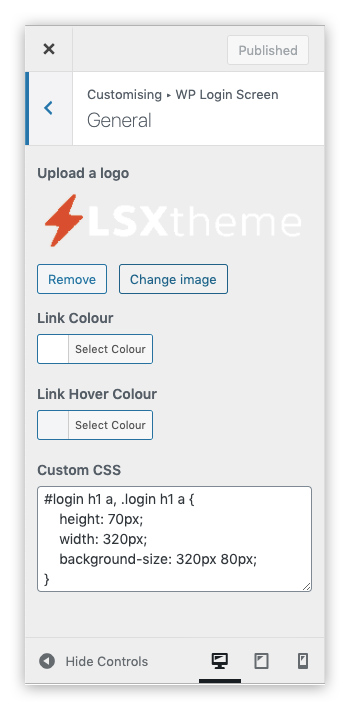 Published
Customising ▸ WP Login Screen
General
Upload a logo
LSXtheme
Remove
Change image
Link Colour
Select Colour
Link Hover Colour
Select Colour
Custom CSS
#login h1 a, .login h1 a {
    height: 70px;
    width: 320px;
    background-size: 320px 80px;
}
Hide Controls